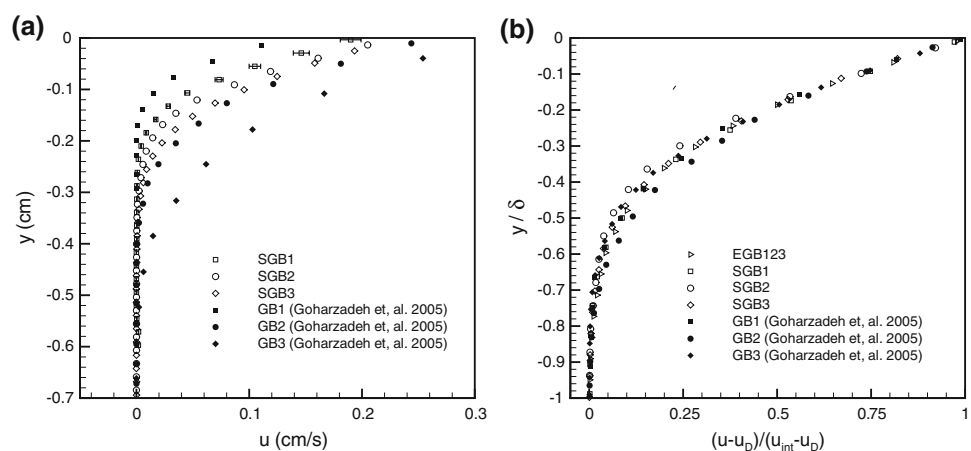 (a)
0
-0.1
-0.2
-0.3
-0.4
-0.5
-0.6
-0.7
y (cm)
SGB1
SGB2
SGB3
GB1 (Goharzadeh et, al. 2005)
GB2 (Goharzadeh et, al. 2005)
GB3 (Goharzadeh et, al. 2005)
0 0.1 0.2 0.3
u (cm/s)
(b)
0
-0.1
-0.2
-0.3
-0.4
-0.5
-0.6
-0.7
-0.8
-0.9
-1
y / δ
EGB123
SGB1
SGB2
SGB3
GB1 (Goharzadeh et, al. 2005)
GB2 (Goharzadeh et, al. 2005)
GB3 (Goharzadeh et, al. 2005)
0 0.25 0.5 0.75 1
(u-u_D)/(u_int-u_D)